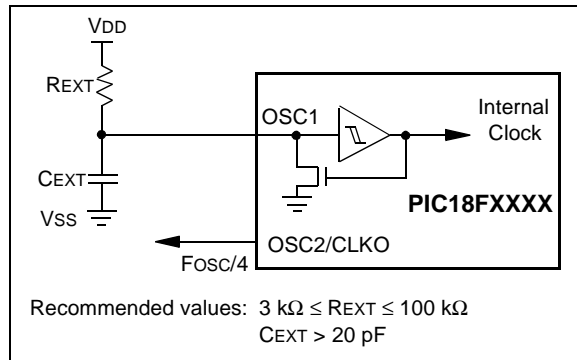 VDD
REXT
OSC1
Internal
Clock
CEXT
PIC18FXXXX
VSS
OSC2/CLKO
FOSC/4
Recommended values: 3 kΩ ≤ REXT ≤ 100 kΩ
CEXT > 20 pF